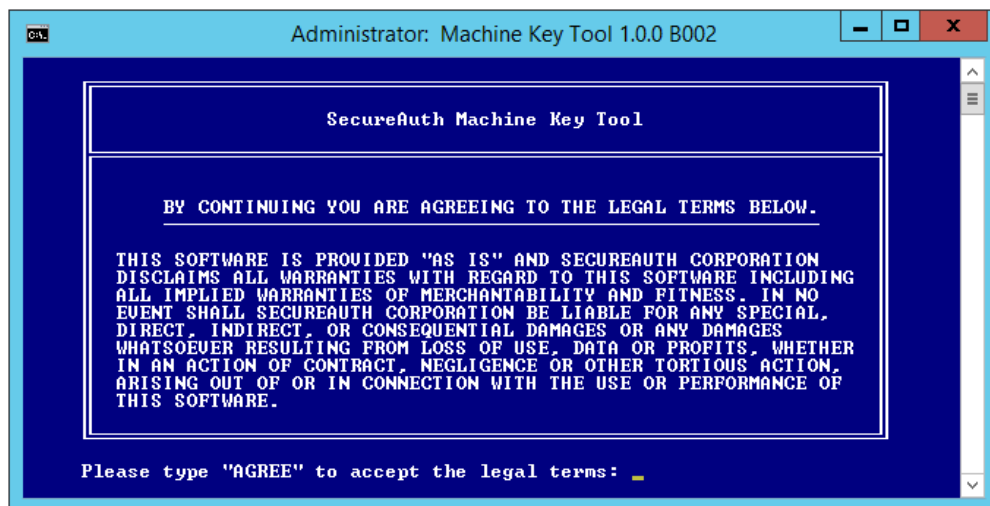 Administrator: Machine Key Tool 1.0.0 B002
SecureAuth Machine Key Tool
BY CONTINUING YOU ARE AGREEING TO THE LEGAL TERMS BELOW.
THIS SOFTWARE IS PROVIDED "AS IS" AND SECUREAUTH CORPORATION
DISCLAIMS ALL WARRANTIES WITH REGARD TO THIS SOFTWARE INCLUDING
ALL IMPLIED WARRANTIES OF MERCHANTABILITY AND FITNESS. IN NO
EVENT SHALL SECUREAUTH CORPORATION BE LIABLE FOR ANY SPECIAL,
DIRECT, INDIRECT, OR CONSEQUENTIAL DAMAGES OR ANY DAMAGES
WHATSOEVER RESULTING FROM LOSS OF USE, DATA OR PROFITS, WHETHER
IN AN ACTION OF CONTRACT, NEGLIGENCE OR OTHER TORTIOUS ACTION,
ARISING OUT OF OR IN CONNECTION WITH THE USE OR PERFORMANCE OF
THIS SOFTWARE.
Please type "AGREE" to accept the legal terms: _